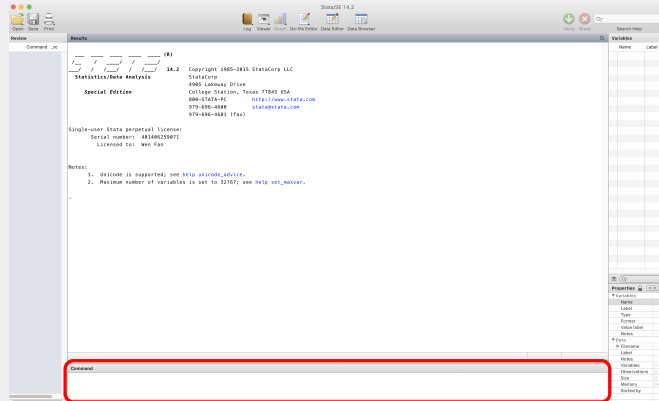 Stata/SE 14.2
Open Save Print
Log Viewer Graph Do-file Editor Data Editor Data Browser
More Break
Search Help
Review
Command _rc
Results
(R)
14.2 Copyright 1985-2015 StataCorp LLC
Statistics/Data Analysis StataCorp
4905 Lakeway Drive
Special Edition College Station, Texas 77845 USA
800-STATA-PC http://www.stata.com
979-696-4600 stata@stata.com
979-696-4601 (fax)
Single-user Stata perpetual license:
Serial number: 401406259071
Licensed to: Wen Fan
Notes:
1. Unicode is supported; see help unicode_advice.
2. Maximum number of variables is set to 32767; see help set_maxvar.
.
Command
Variables
Name Label
Properties
Variables
Name
Label
Type
Format
Value label
Notes
Data
Filename
Label
Notes
Variables
Observations
Size
Memory
Sorted by